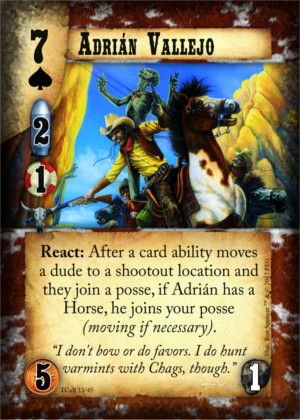 7
ADRIÁN VALLEJO
2
1
React: After a card ability moves
a dude to a shootout location and
they join a posse, if Adrián has a
Horse, he joins your posse
(moving if necessary).
"I don't bow or do favors. I do hunt
varmints with Chags, though."
5
1